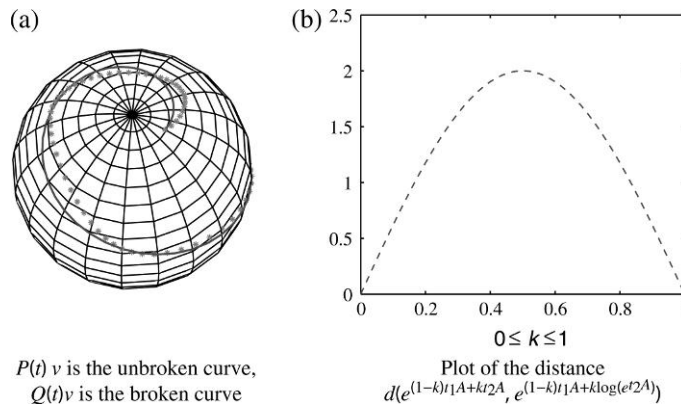 (a)
(b)
2.5
2
1.5
1
0.5
0
0 0.2 0.4 0.6 0.8
0 ≤ k ≤ 1
P(t) v is the unbroken curve,
Q(t)v is the broken curve
Plot of the distance
d(e^{(1−k)t1A+kt2A}, e^{(1−k)t1A+klog(e^{t2A})})